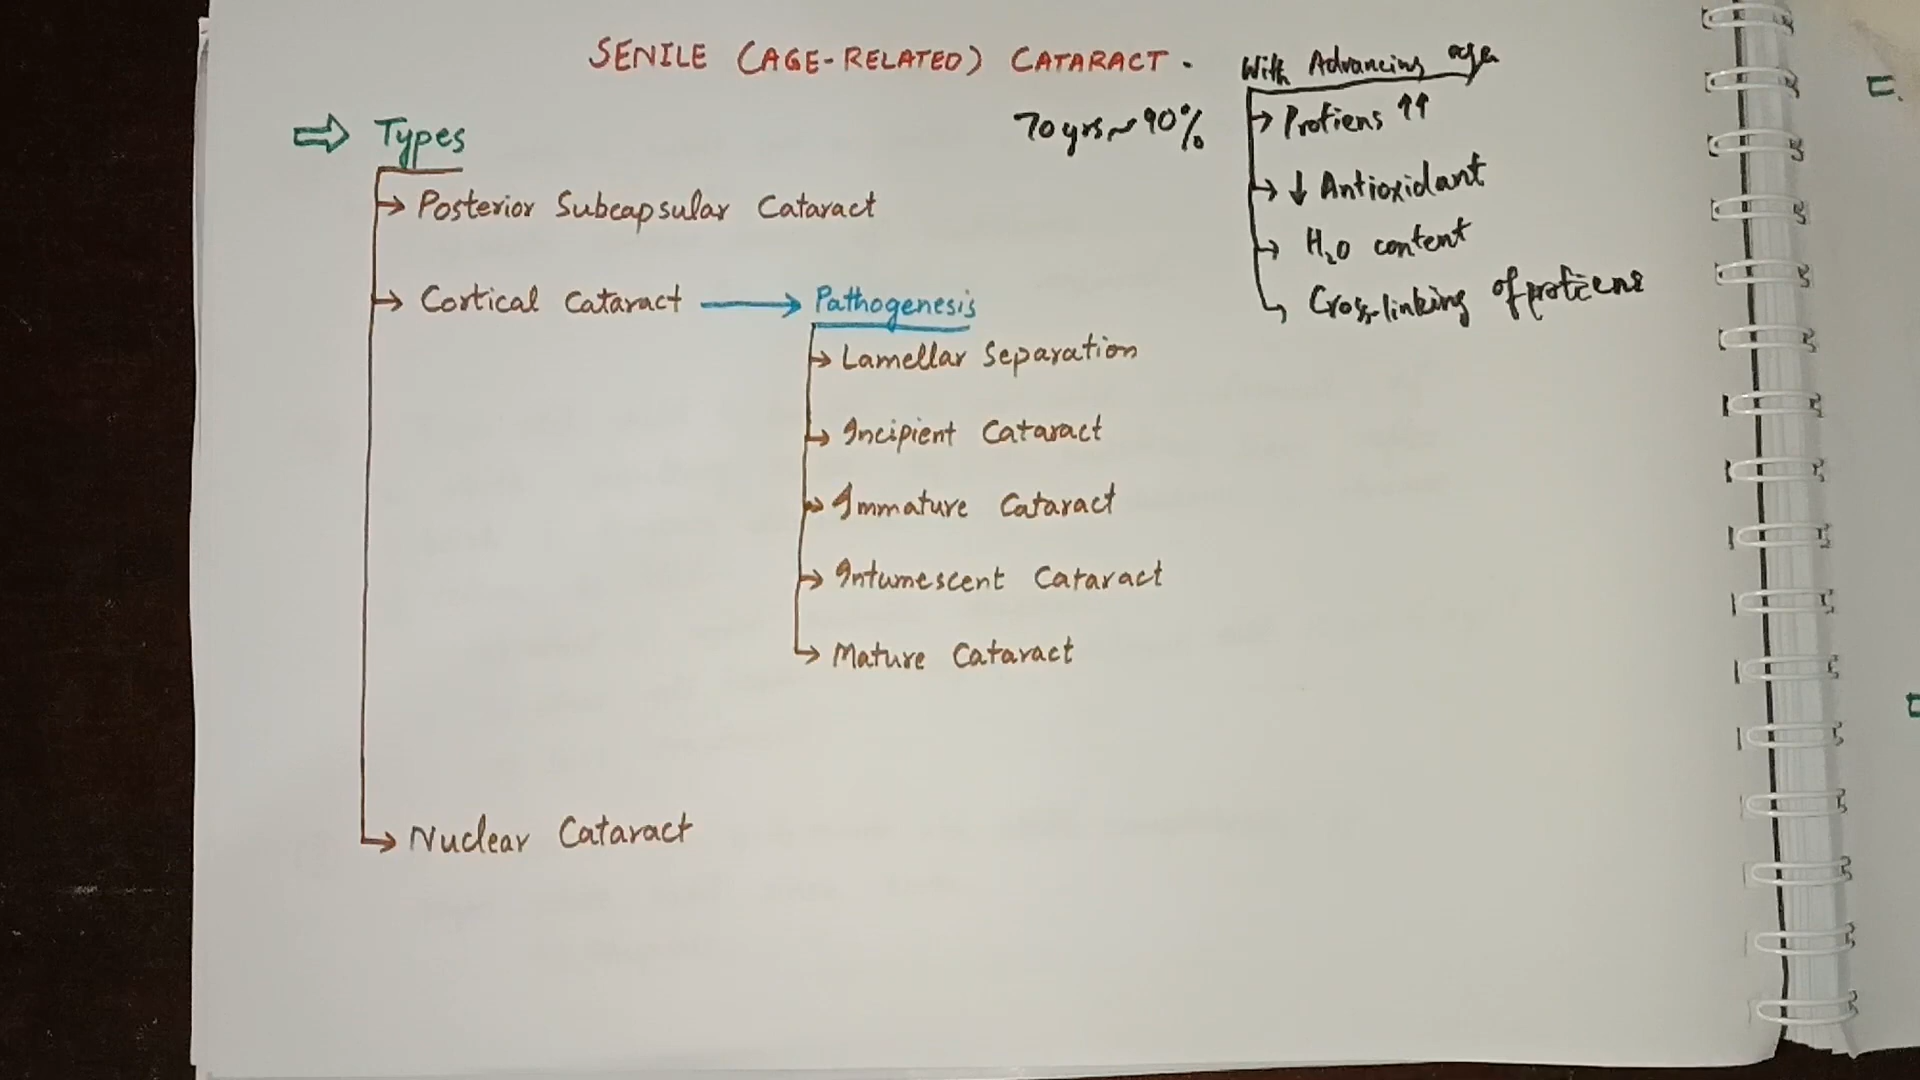 SENILE (AGE-RELATED) CATARACT.
With Advancing age
70 yrs ~ 90%
Protiens ↑↑
↓ Antioxidant
H₂O content
Cross-linking of protiens
⇒ Types
Posterior Subcapsular Cataract
Cortical Cataract → Pathogenesis
Lamellar Separation
Incipient Cataract
Immature Cataract
Intumescent Cataract
Mature Cataract
Nuclear Cataract